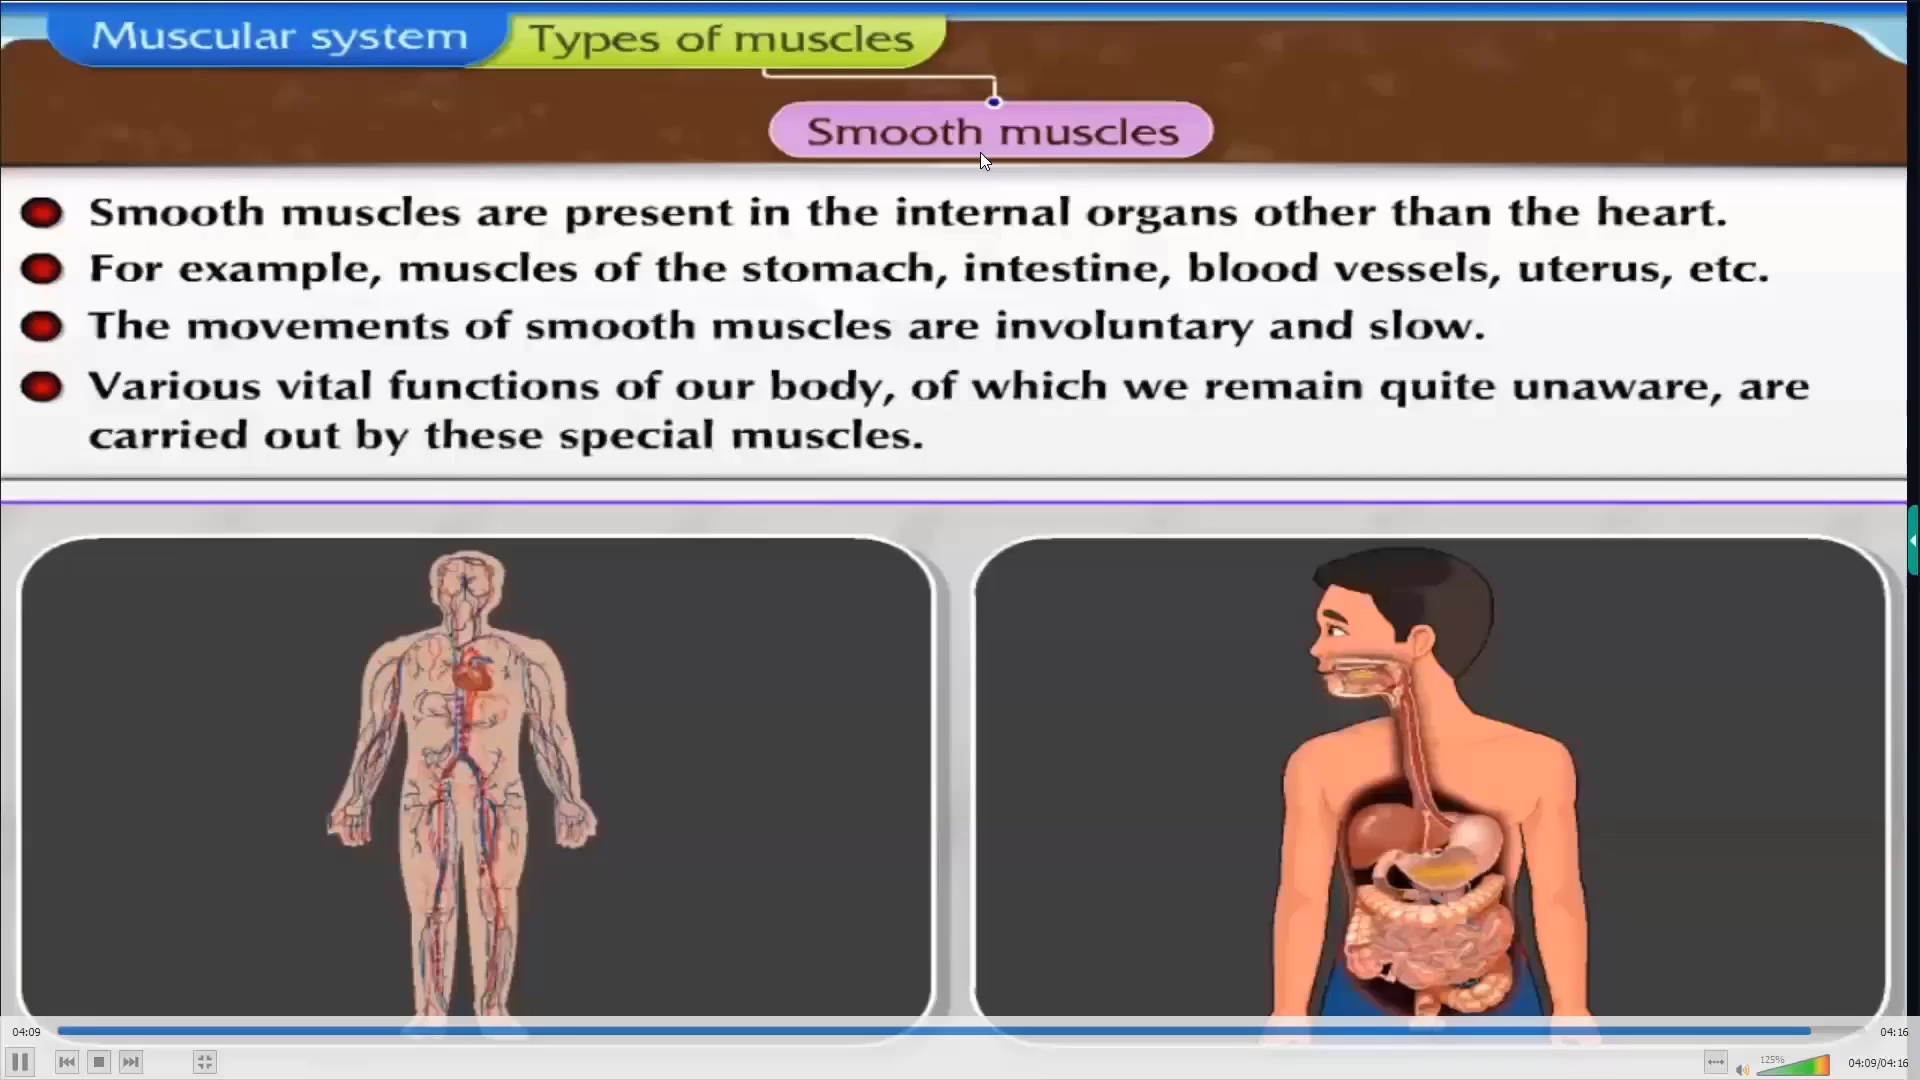 Muscular system
Types of muscles
Smooth muscles
Smooth muscles are present in the internal organs other than the heart.
For example, muscles of the stomach, intestine, blood vessels, uterus, etc.
The movements of smooth muscles are involuntary and slow.
Various vital functions of our body, of which we remain quite unaware, are
carried out by these special muscles.
04:09
04:16
125%
04:09/04:16